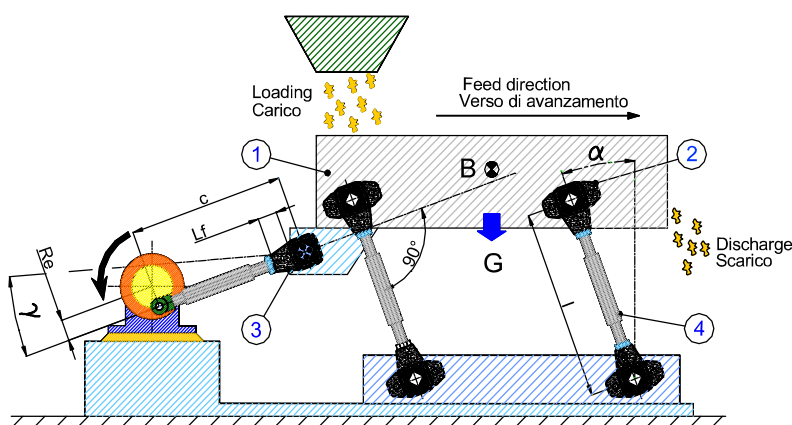 Loading
Carico
Feed direction
Verso di avanzamento
1
B
α
2
c
Lf
90°
G
Discharge
Scarico
Re
γ
3
l
4